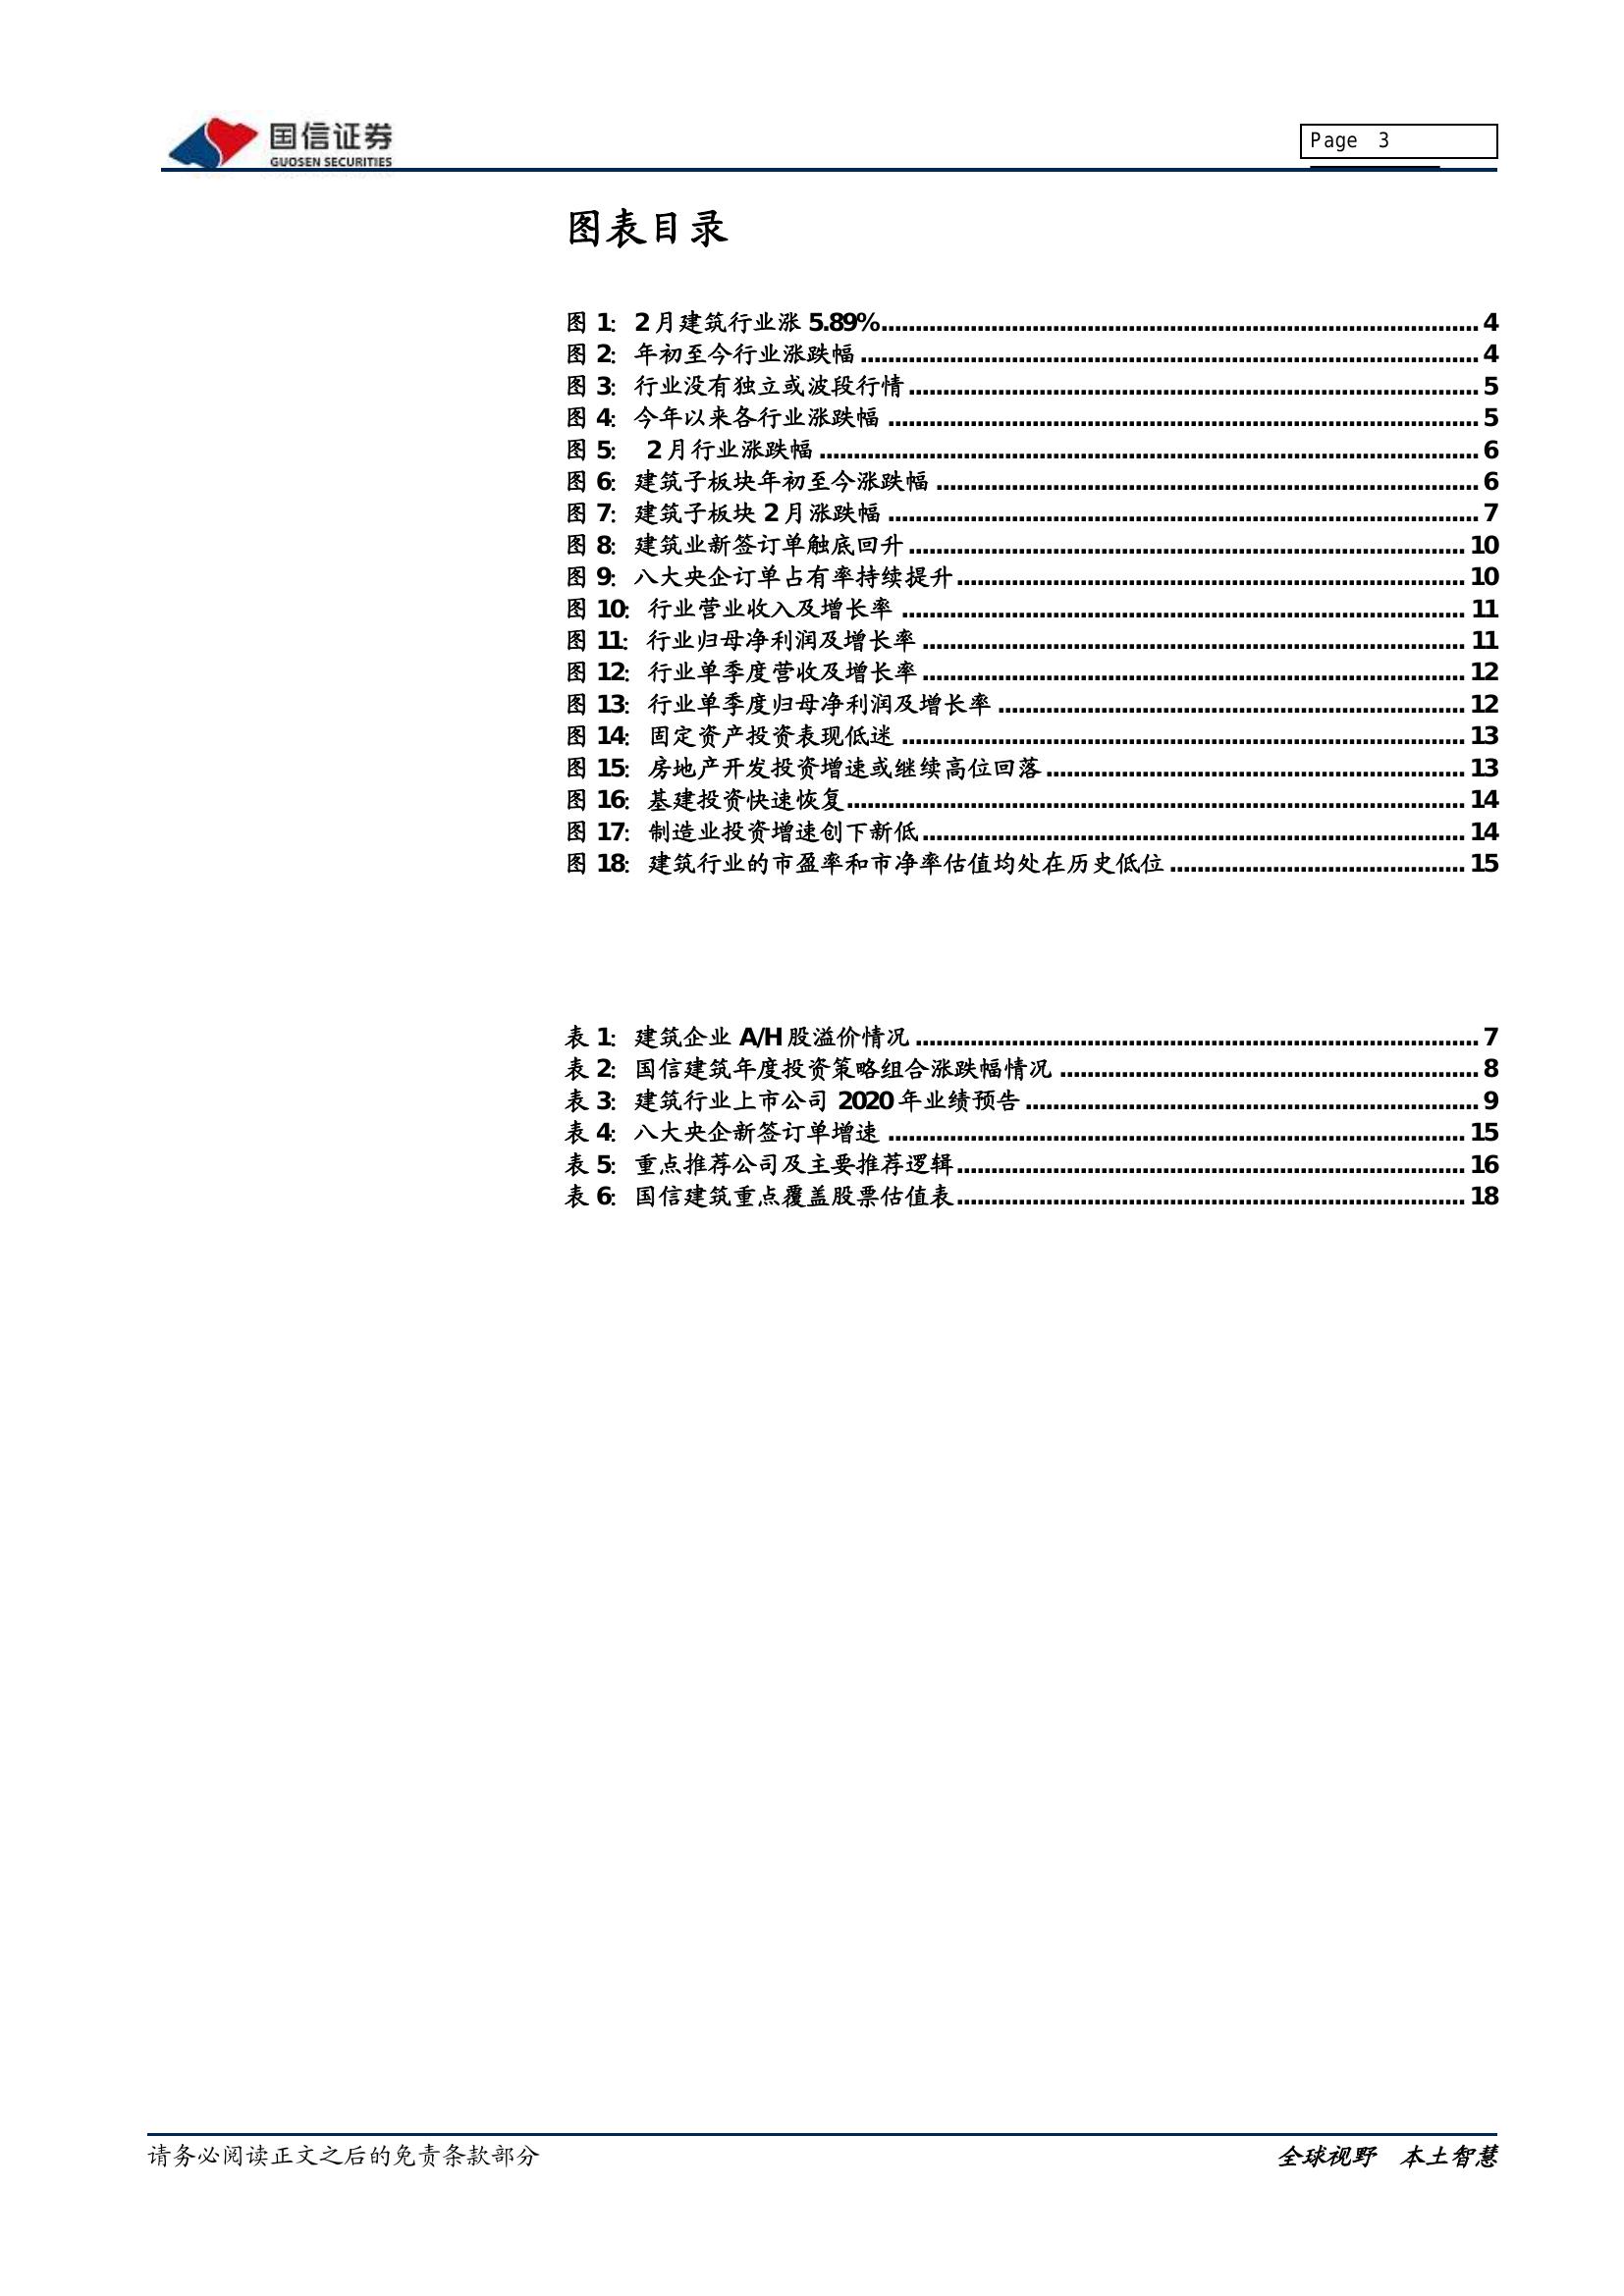 国信证券
GUOSEN SECURITIES
Page 3
图表目录
图 1: 2 月建筑行业涨 5.89%........ 4
图 2: 年初至今行业涨跌幅 ........ 4
图 3: 行业没有独立或波段行情 ........ 5
图 4: 今年以来各行业涨跌幅 ........ 5
图 5: 2 月行业涨跌幅 ........ 6
图 6: 建筑子板块年初至今涨跌幅 ........ 6
图 7: 建筑子板块 2 月涨跌幅 ........ 7
图 8: 建筑业新签订单触底回升 ........ 10
图 9: 八大央企订单占有率持续提升 ........ 10
图 10: 行业营业收入及增长率 ........ 11
图 11: 行业归母净利润及增长率 ........ 11
图 12: 行业单季度营收及增长率 ........ 12
图 13: 行业单季度归母净利润及增长率 ........ 12
图 14: 固定资产投资表现低迷 ........ 13
图 15: 房地产开发投资增速或继续高位回落 ........ 13
图 16: 基建投资快速恢复 ........ 14
图 17: 制造业投资增速创下新低 ........ 14
图 18: 建筑行业的市盈率和市净率估值均处在历史低位 ........ 15
表 1: 建筑企业 A/H 股溢价情况 ........ 7
表 2: 国信建筑年度投资策略组合涨跌幅情况 ........ 8
表 3: 建筑行业上市公司 2020 年业绩预告 ........ 9
表 4: 八大央企新签订单增速 ........ 15
表 5: 重点推荐公司及主要推荐逻辑 ........ 16
表 6: 国信建筑重点覆盖股票估值表 ........ 18
请务必阅读正文之后的免责条款部分
全球视野 本土智慧